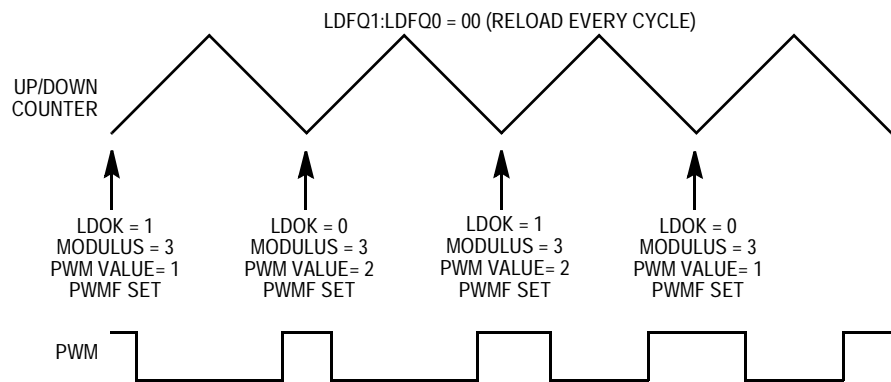 LDFQ1:LDFQ0 = 00 (RELOAD EVERY CYCLE)
UP/DOWN
COUNTER
LDOK = 1
MODULUS = 3
PWM VALUE= 1
PWMF SET
LDOK = 0
MODULUS = 3
PWM VALUE= 2
PWMF SET
LDOK = 1
MODULUS = 3
PWM VALUE= 2
PWMF SET
LDOK = 0
MODULUS = 3
PWM VALUE= 1
PWMF SET
PWM